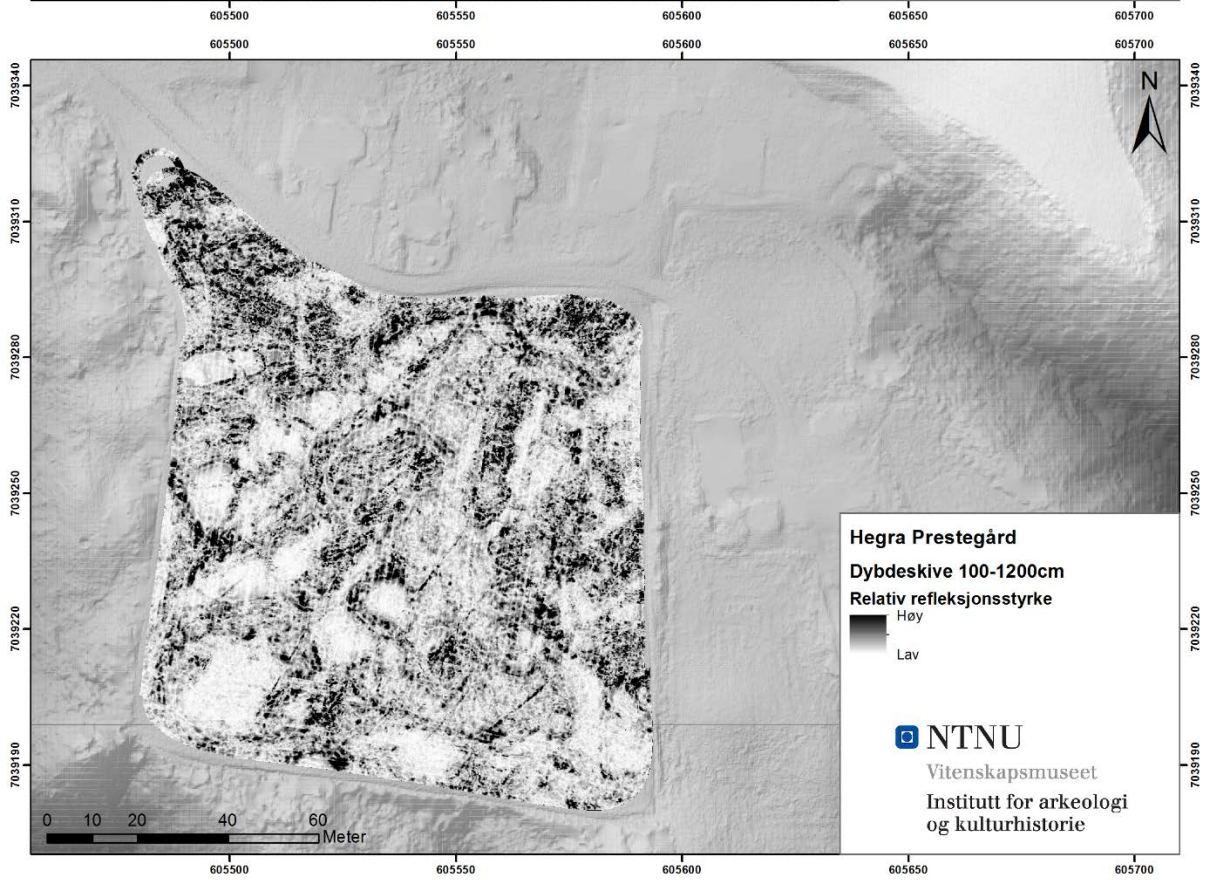 605500 605550 605600 605650 605700
605500 605550 605600 605650 605700
7039340 7039340
N
7039310 7039310
7039280 7039280
7039250 7039250
Hegra Prestegård
Dybdeskive 100-1200cm
Relativ refleksjonsstyrke
Høy
7039220 7039220
Lav
NTNU
7039190 7039190
Vitenskapsmuseet
Institutt for arkeologi
og kulturhistorie
0 10 20 40 60
Meter
605500 605550 605600 605650 605700